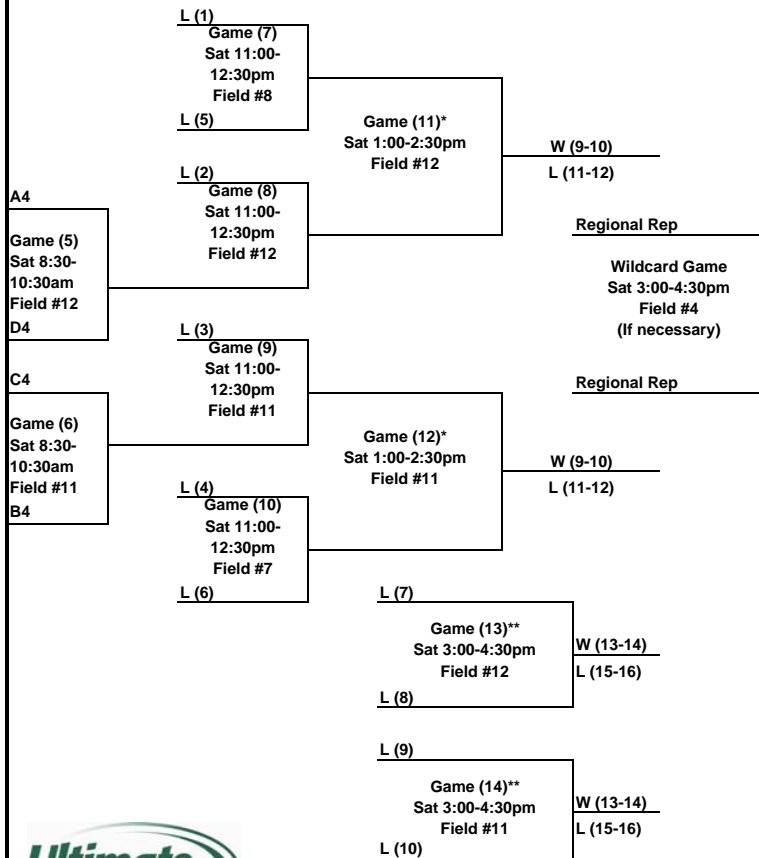 L (1)
Game (7)
Sat 11:00-
12:30pm
Field #8
L (5)
Game (11)*
Sat 1:00-2:30pm
Field #12
W (9-10)
L (11-12)
L (2)
Game (8)
Sat 11:00-
12:30pm
Field #12
A4
Game (5)
Sat 8:30-
10:30am
Field #12
D4
Regional Rep
Wildcard Game
Sat 3:00-4:30pm
Field #4
(If necessary)
Regional Rep
L (3)
Game (9)
Sat 11:00-
12:30pm
Field #11
C4
Game (6)
Sat 8:30-
10:30am
Field #11
B4
Game (12)*
Sat 1:00-2:30pm
Field #11
W (9-10)
L (11-12)
L (4)
Game (10)
Sat 11:00-
12:30pm
Field #7
L (6)
L (7)
Game (13)**
Sat 3:00-4:30pm
Field #12
W (13-14)
L (15-16)
L (8)
L (9)
Game (14)**
Sat 3:00-4:30pm
Field #11
W (13-14)
L (15-16)
L (10)
Ultimate